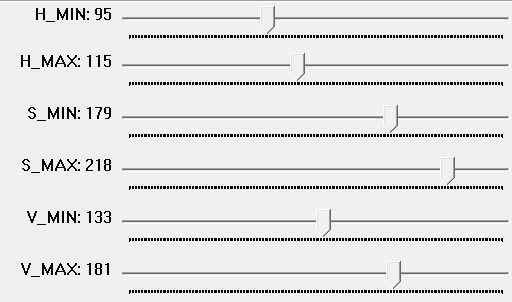 H_MIN: 95
H_MAX: 115
S_MIN: 179
S_MAX: 218
V_MIN: 133
V_MAX: 181